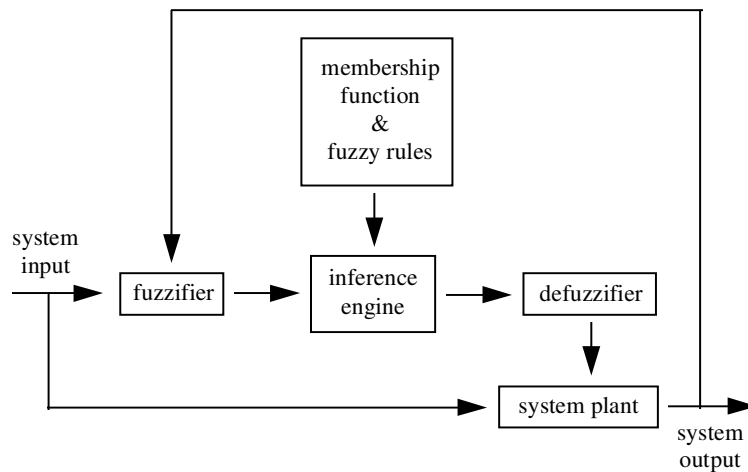 membership
function
&
fuzzy rules
system
input
fuzzifier
inference
engine
defuzzifier
system plant
system
output